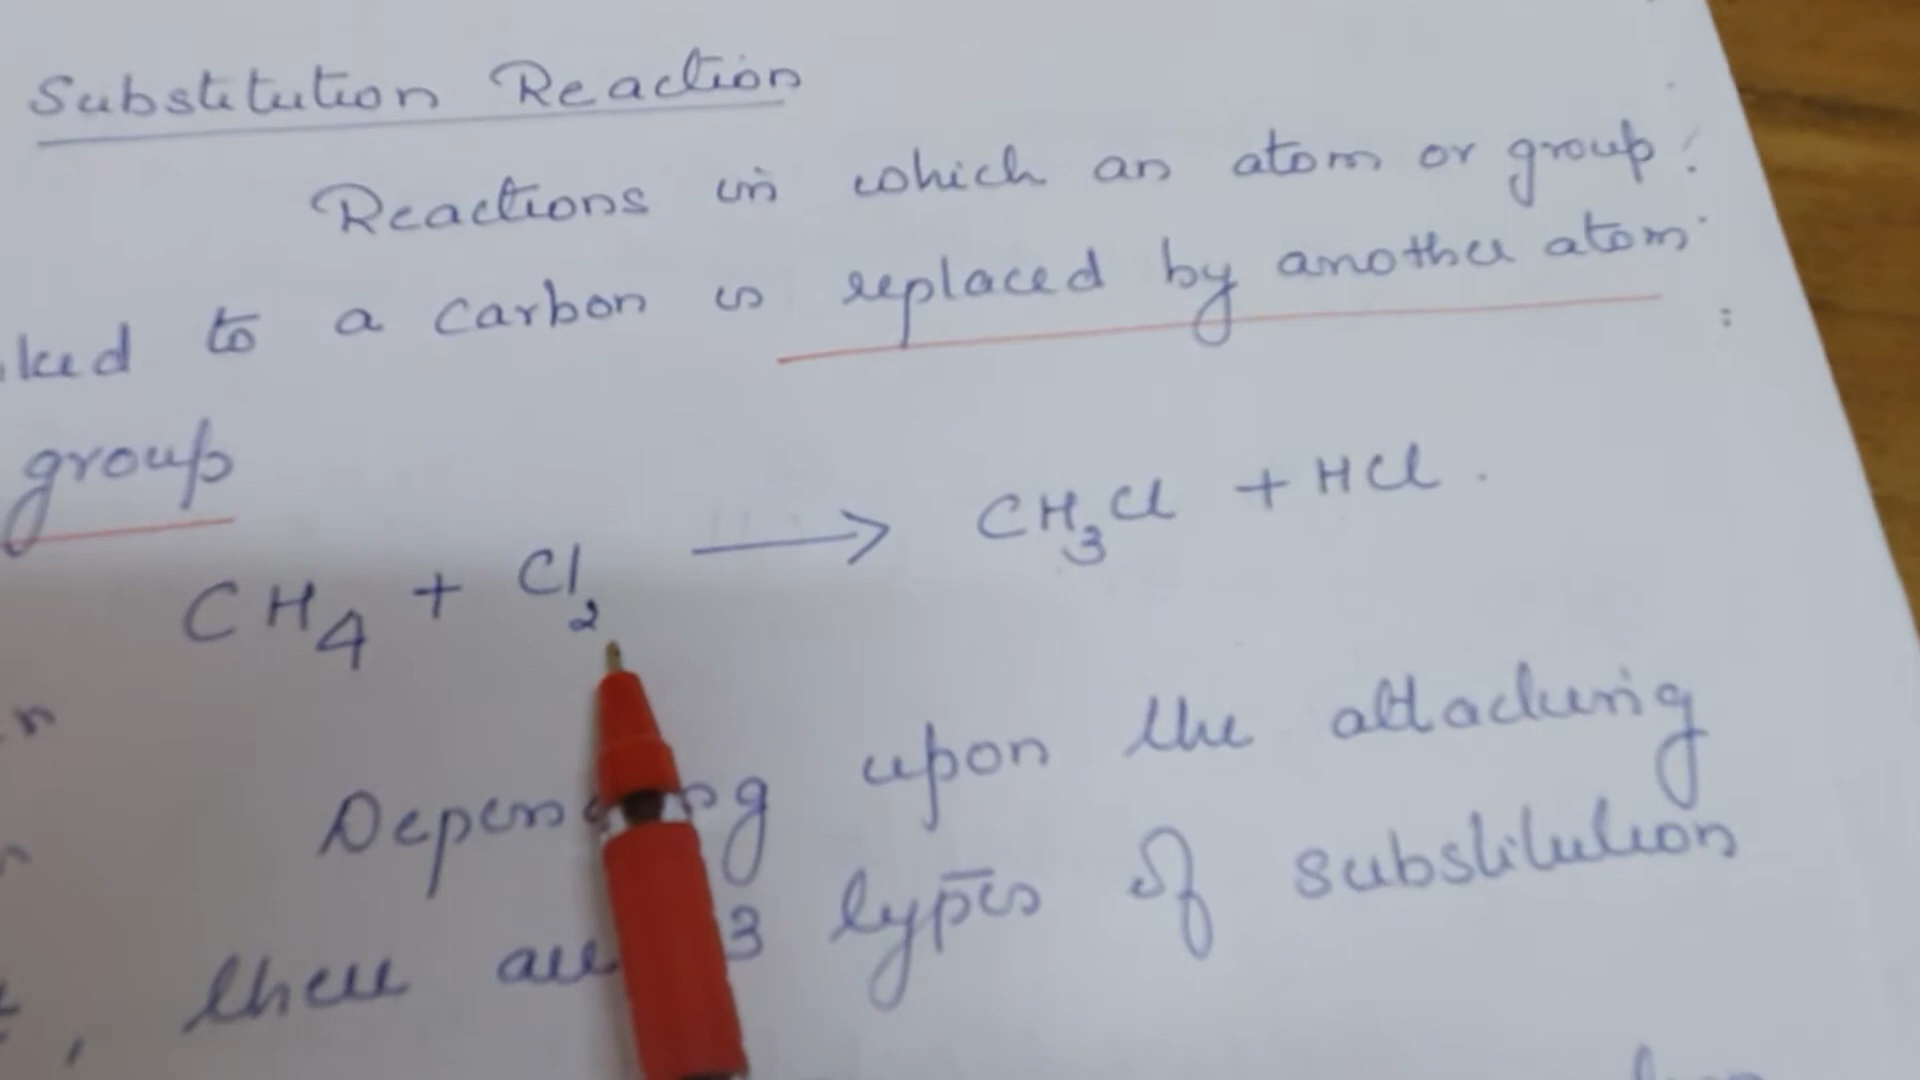 Substitution Reaction
Reactions in which an atom or group
to a carbon is replaced by another atom
group
CH₄ + Cl₂ → CH₃Cl + HCl.
Depending upon the attacking
, there are 3 types of substitution